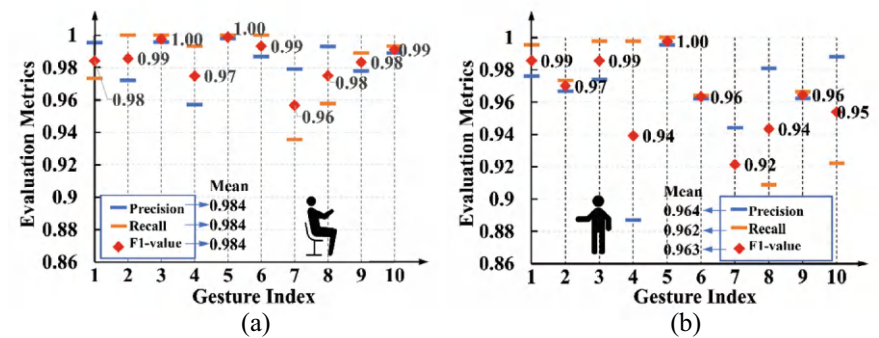 Evaluation Metrics
1
0.98
0.96
0.94
0.92
0.9
0.88
0.86
0.98
0.99
1.00
0.97
1.00
0.99
0.96
0.98
0.98
0.99
Mean
Precision 0.984
Recall 0.984
F1-value 0.984
1 2 3 4 5 6 7 8 9 10
Gesture Index
(a)
Evaluation Metrics
1
0.98
0.96
0.94
0.92
0.9
0.88
0.86
0.99
0.97
0.99
0.94
1.00
0.96
0.92
0.94
0.96
0.95
Mean
0.964 Precision
0.962 Recall
0.963 F1-value
1 2 3 4 5 6 7 8 9 10
Gesture Index
(b)